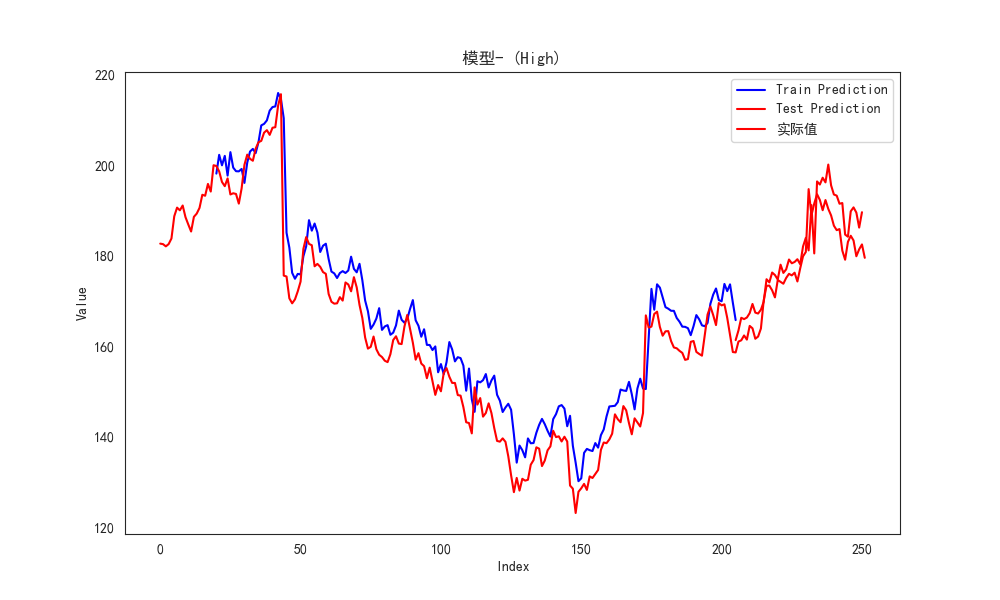 模型- (High)
Train Prediction
Test Prediction
实际值
220
200
180
160
140
120
Value
0
50
100
150
200
250
Index